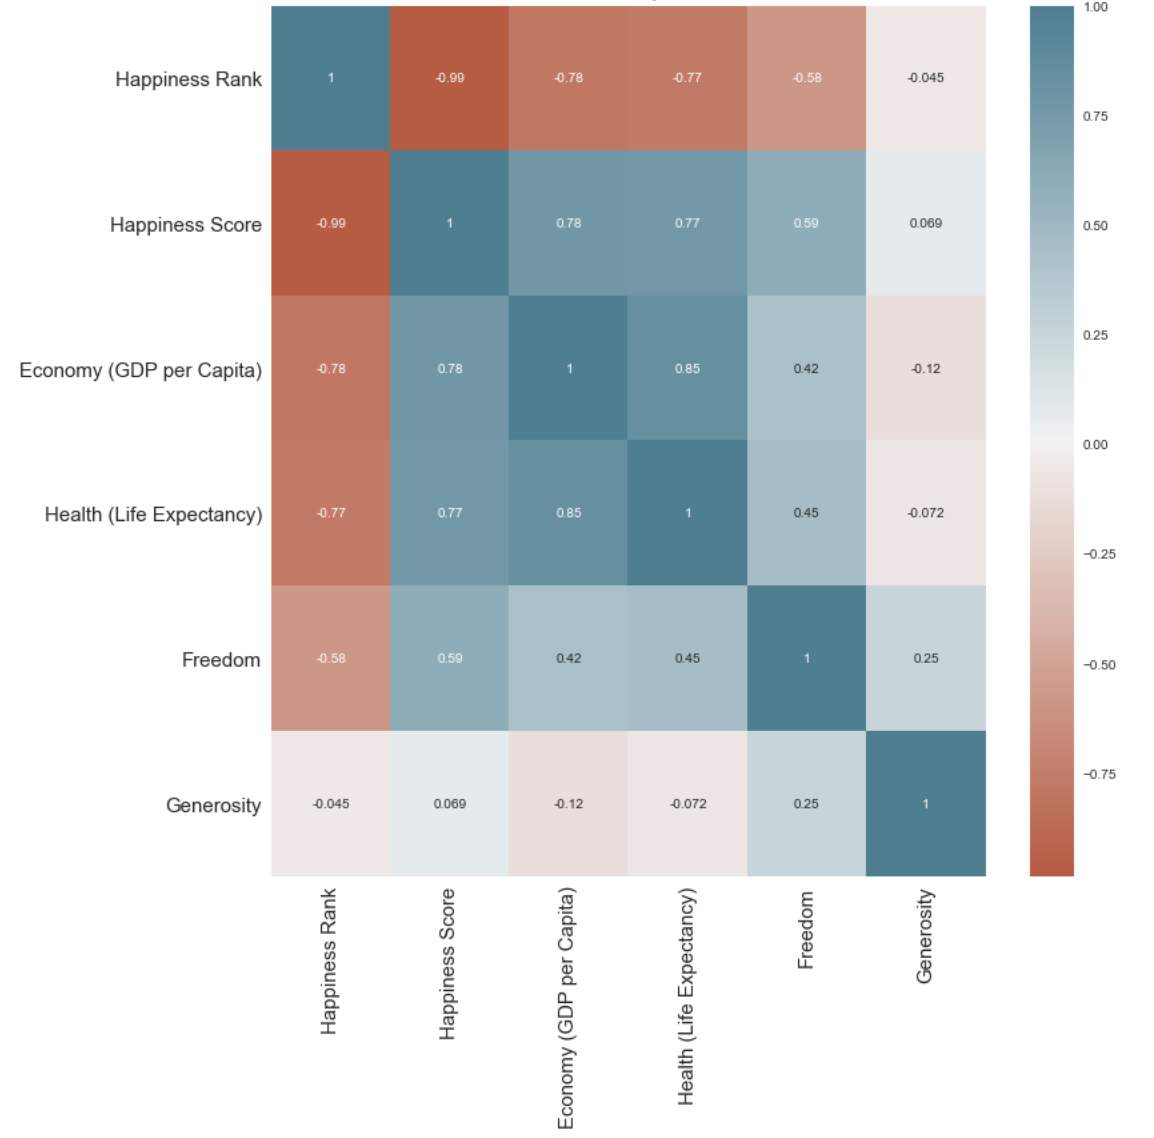 Happiness Rank 1 -0.99 -0.78 -0.77 -0.58 -0.045
Happiness Score -0.99 1 0.78 0.77 0.59 0.069
Economy (GDP per Capita) -0.78 0.78 1 0.85 0.42 -0.12
Health (Life Expectancy) -0.77 0.77 0.85 1 0.45 -0.072
Freedom -0.58 0.59 0.42 0.45 1 0.25
Generosity -0.045 0.069 -0.12 -0.072 0.25 1
Happiness Rank
Happiness Score
Economy (GDP per Capita)
Health (Life Expectancy)
Freedom
Generosity
1.00
0.75
0.50
0.25
0.00
−0.25
−0.50
−0.75